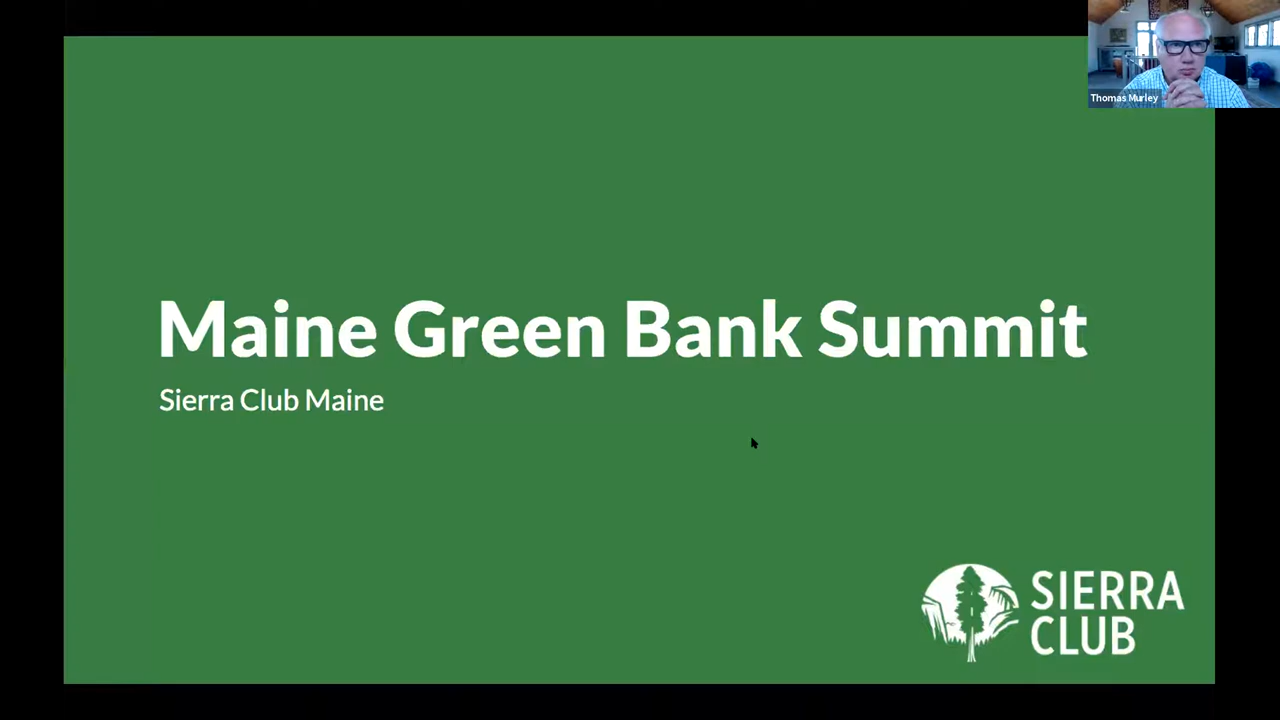 Thomas Murley
Maine Green Bank Summit
Sierra Club Maine
SIERRA
CLUB